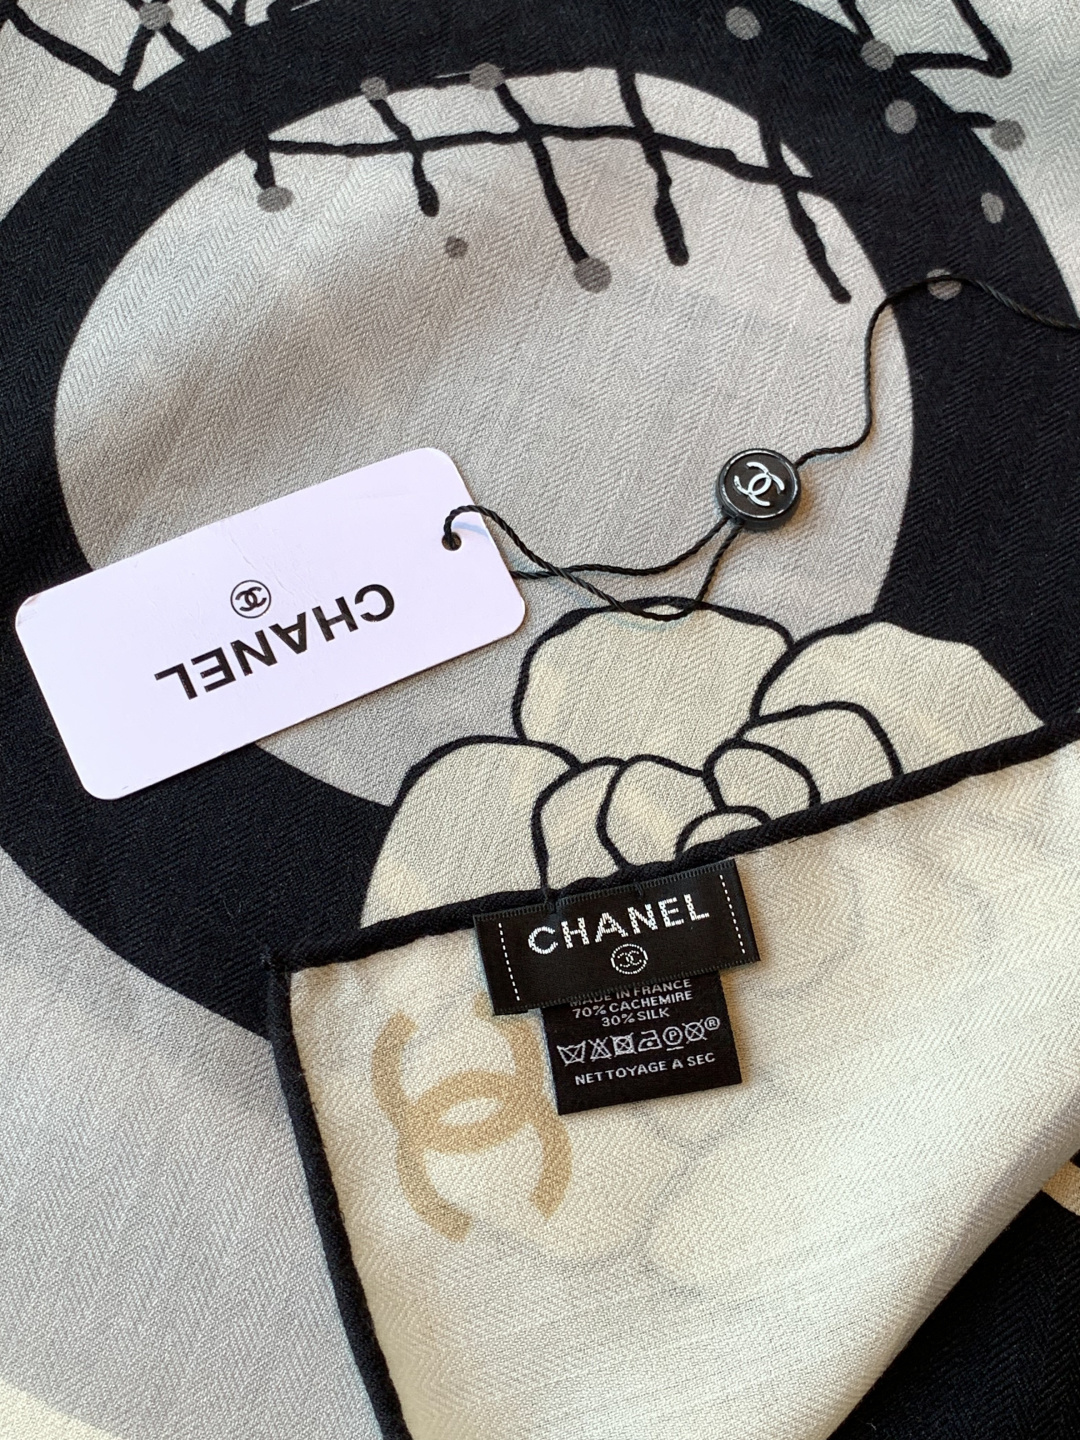 CHANEL
CHANEL
MADE IN FRANCE
70% CACHEMIRE
30% SILK
NETTOYAGE A SEC